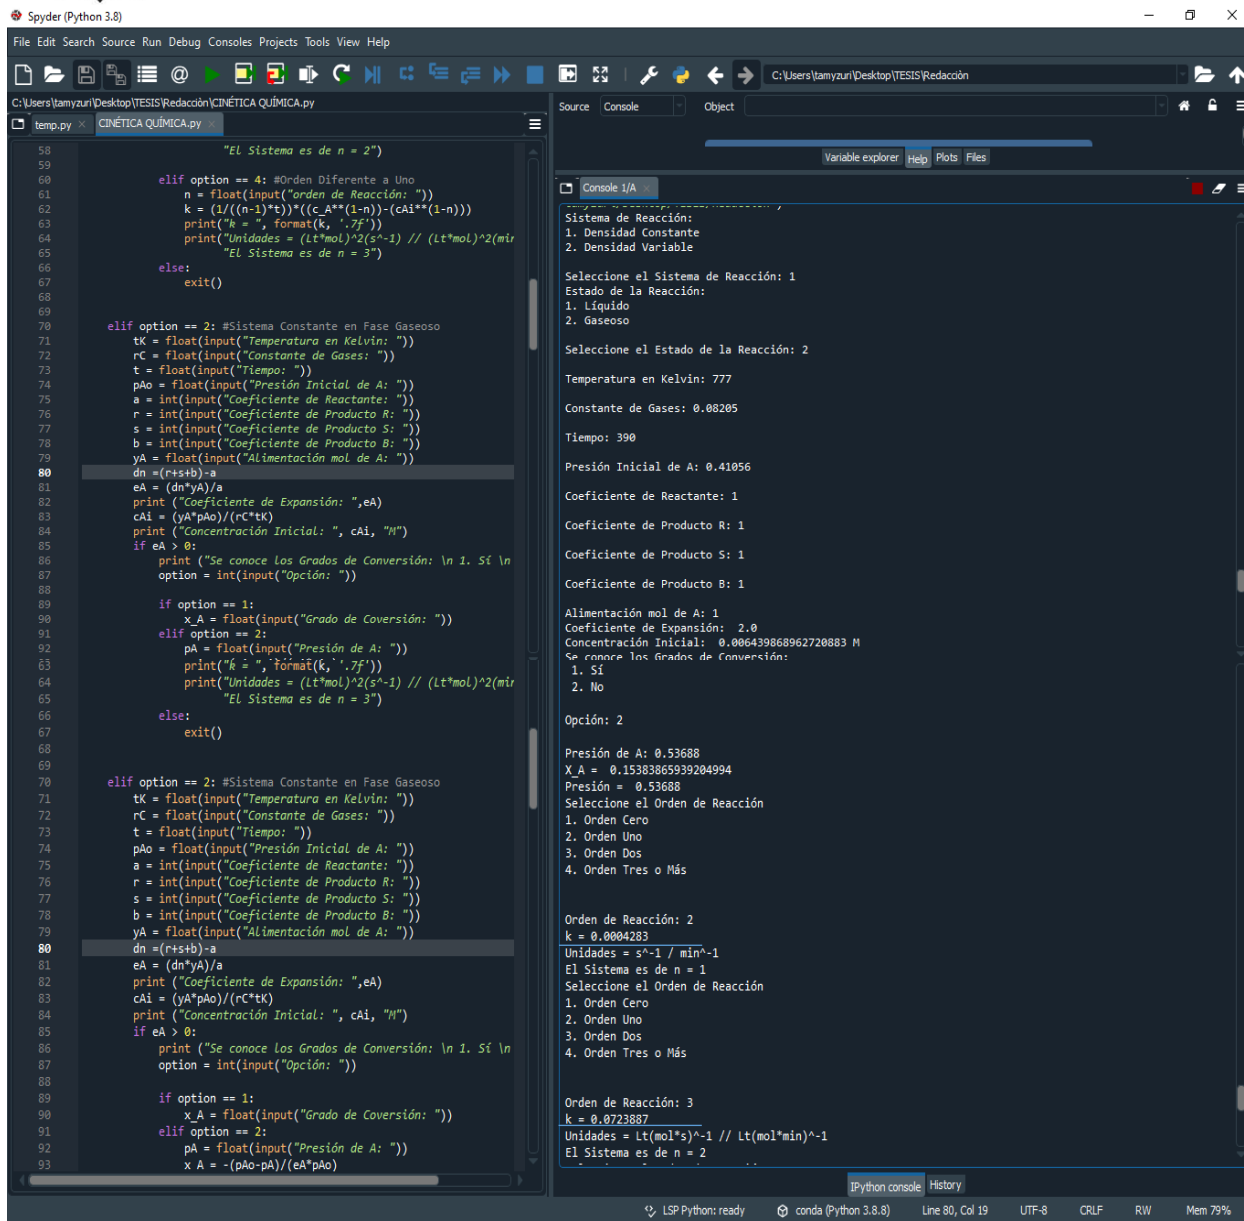 Spyder (Python 3.8)
File Edit Search Source Run Debug Consoles Projects Tools View Help
C:\Users\tamyzuri\Desktop\TESIS\Redacciòn
C:\Users\tamyzuri\Desktop\TESIS\Redacciòn\CINÉTICA QUÍMICA.py
temp.py
CINÉTICA QUÍMICA.py
58 "El Sistema es de n = 2")
59
60 elif option == 4: #Orden Diferente a Uno
61 n = float(input("orden de Reacción: "))
62 k = (1/((n-1)*t))*((c_A**(1-n))-(cAi**(1-n)))
63 print("k = ", format(k, '.7f'))
64 print("Unidades = (Lt*mol)^2(s^-1) // (Lt*mol)^2(min
65 "El Sistema es de n = 3")
66 else:
67 exit()
68
69
70 elif option == 2: #Sistema Constante en Fase Gaseoso
71 tK = float(input("Temperatura en Kelvin: "))
72 rC = float(input("Constante de Gases: "))
73 t = float(input("Tiempo: "))
74 pAo = float(input("Presión Inicial de A: "))
75 a = int(input("Coeficiente de Reactante: "))
76 r = int(input("Coeficiente de Producto R: "))
77 s = int(input("Coeficiente de Producto S: "))
78 b = int(input("Coeficiente de Producto B: "))
79 yA = float(input("Alimentación mol de A: "))
80 dn =(r+s+b)-a
81 eA = (dn*yA)/a
82 print ("Coeficiente de Expansión: ",eA)
83 cAi = (yA*pAo)/(rC*tK)
84 print ("Concentración Inicial: ", cAi, "M")
85 if eA > 0:
86 print ("Se conoce los Grados de Conversión: \n 1. Sí \n
87 option = int(input("Opción: "))
88
89 if option == 1:
90 x_A = float(input("Grado de Coversión: "))
91 elif option == 2:
92 pA = float(input("Presión de A: "))
63 print("k = ", format(k, '.7f'))
64 print("Unidades = (Lt*mol)^2(s^-1) // (Lt*mol)^2(min
65 "El Sistema es de n = 3")
66 else:
67 exit()
68
69
70 elif option == 2: #Sistema Constante en Fase Gaseoso
71 tK = float(input("Temperatura en Kelvin: "))
72 rC = float(input("Constante de Gases: "))
73 t = float(input("Tiempo: "))
74 pAo = float(input("Presión Inicial de A: "))
75 a = int(input("Coeficiente de Reactante: "))
76 r = int(input("Coeficiente de Producto R: "))
77 s = int(input("Coeficiente de Producto S: "))
78 b = int(input("Coeficiente de Producto B: "))
79 yA = float(input("Alimentación mol de A: "))
80 dn =(r+s+b)-a
81 eA = (dn*yA)/a
82 print ("Coeficiente de Expansión: ",eA)
83 cAi = (yA*pAo)/(rC*tK)
84 print ("Concentración Inicial: ", cAi, "M")
85 if eA > 0:
86 print ("Se conoce los Grados de Conversión: \n 1. Sí \n
87 option = int(input("Opción: "))
88
89 if option == 1:
90 x_A = float(input("Grado de Coversión: "))
91 elif option == 2:
92 pA = float(input("Presión de A: "))
93 x_A = -(pAo-pA)/(eA*pAo)
Source Console Object
Variable explorer Help Plots Files
Console 1/A
Sistema de Reacción:
1. Densidad Constante
2. Densidad Variable
Seleccione el Sistema de Reacción: 1
Estado de la Reacción:
1. Líquido
2. Gaseoso
Seleccione el Estado de la Reacción: 2
Temperatura en Kelvin: 777
Constante de Gases: 0.08205
Tiempo: 390
Presión Inicial de A: 0.41056
Coeficiente de Reactante: 1
Coeficiente de Producto R: 1
Coeficiente de Producto S: 1
Coeficiente de Producto B: 1
Alimentación mol de A: 1
Coeficiente de Expansión:  2.0
Concentración Inicial:  0.006439868962720883 M
Se conoce los Grados de Conversión:
1. Sí
2. No
Opción: 2
Presión de A: 0.53688
X_A =  0.15383865939204994
Presión =  0.53688
Seleccione el Orden de Reacción
1. Orden Cero
2. Orden Uno
3. Orden Dos
4. Orden Tres o Más
Orden de Reacción: 2
k = 0.0004283
Unidades = s^-1 / min^-1
El Sistema es de n = 1
Seleccione el Orden de Reacción
1. Orden Cero
2. Orden Uno
3. Orden Dos
4. Orden Tres o Más
Orden de Reacción: 3
k = 0.0723887
Unidades = Lt(mol*s)^-1 // Lt(mol*min)^-1
El Sistema es de n = 2
IPython console History
LSP Python: ready conda (Python 3.8.8) Line 80, Col 19 UTF-8 CRLF RW Mem 79%